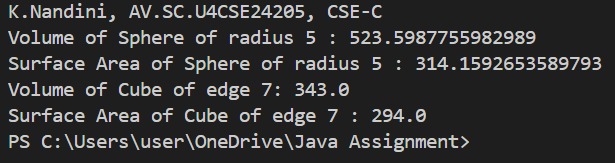 K.Nandini, AV.SC.U4CSE24205, CSE-C
Volume of Sphere of radius 5 : 523.5987755982989
Surface Area of Sphere of radius 5 : 314.1592653589793
Volume of Cube of edge 7: 343.0
Surface Area of Cube of edge 7 : 294.0
PS C:\Users\user\OneDrive\Java Assignment>